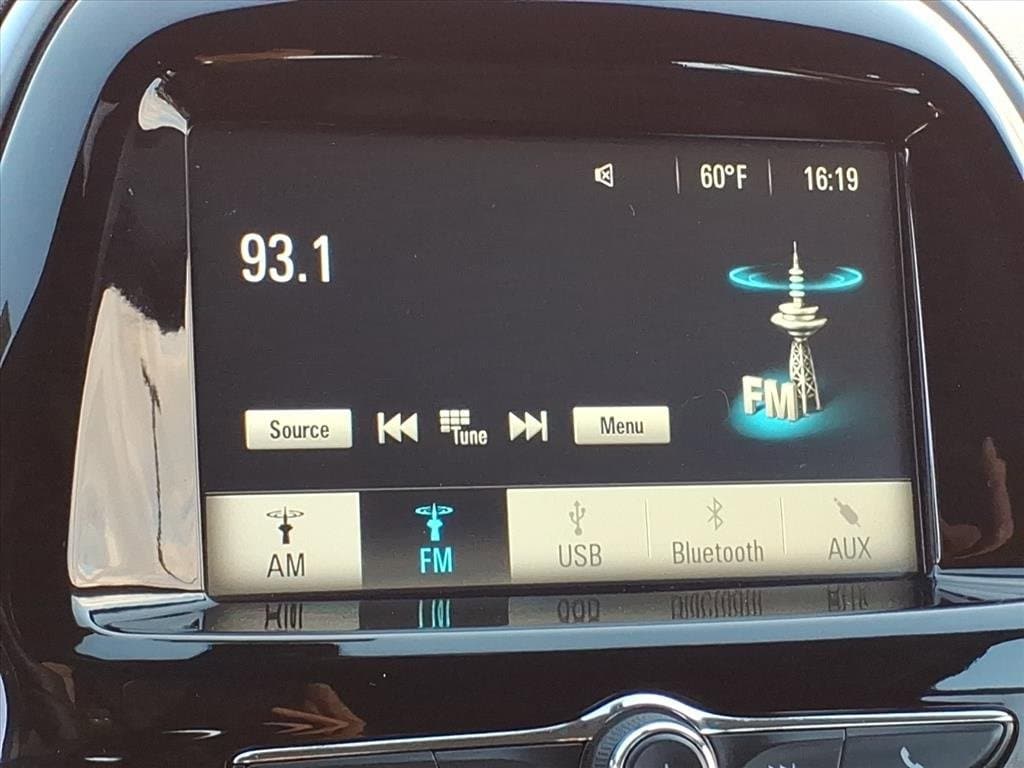 60°F 16:19
93.1
FM
Source Tune Menu
AM FM USB Bluetooth AUX